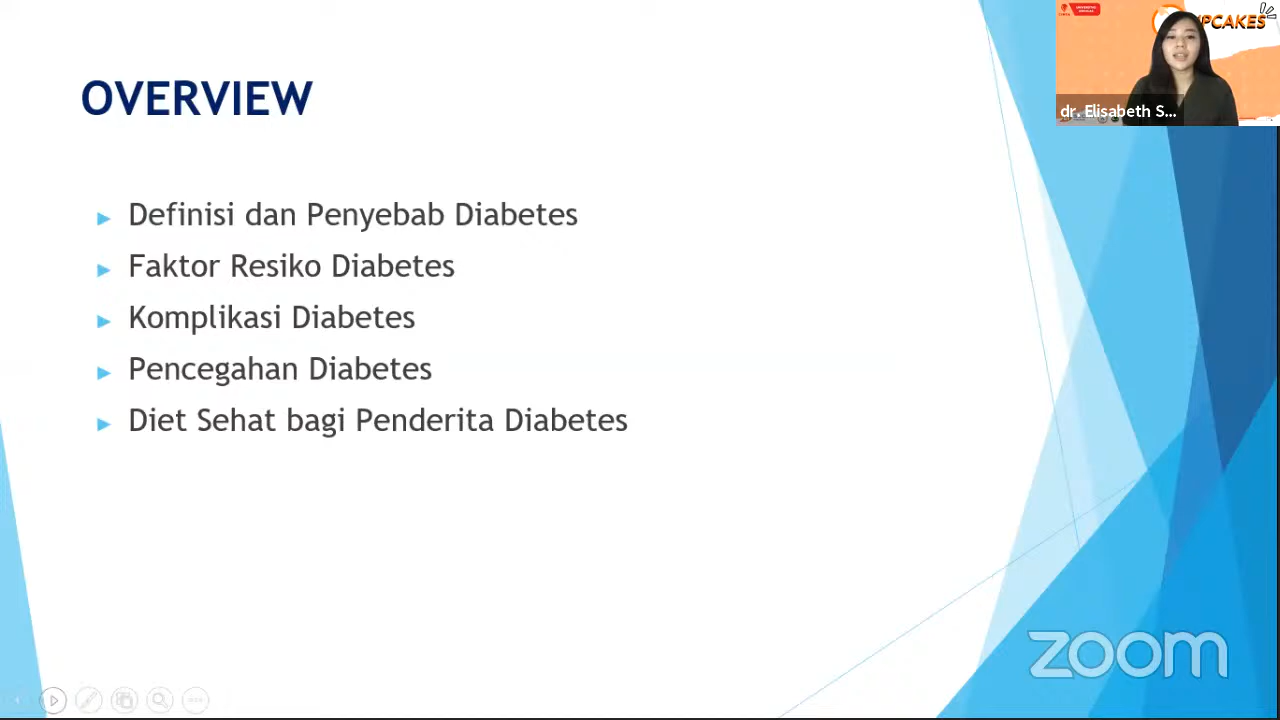 OVERVIEW
Definisi dan Penyebab Diabetes
Faktor Resiko Diabetes
Komplikasi Diabetes
Pencegahan Diabetes
Diet Sehat bagi Penderita Diabetes
dr. Elisabeth S...
zoom